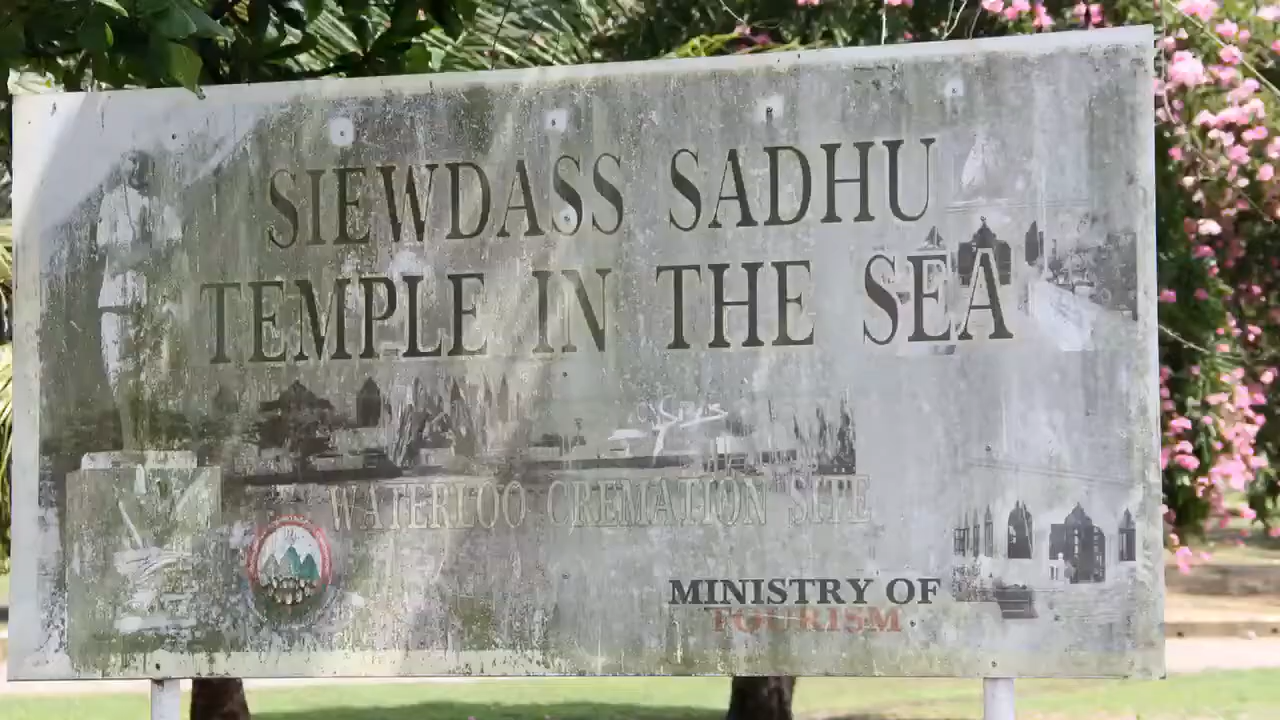 SIEWDASS SADHU
TEMPLE IN THE SEA
WATERLOO CREMATION SITE
MINISTRY OF
TOURISM